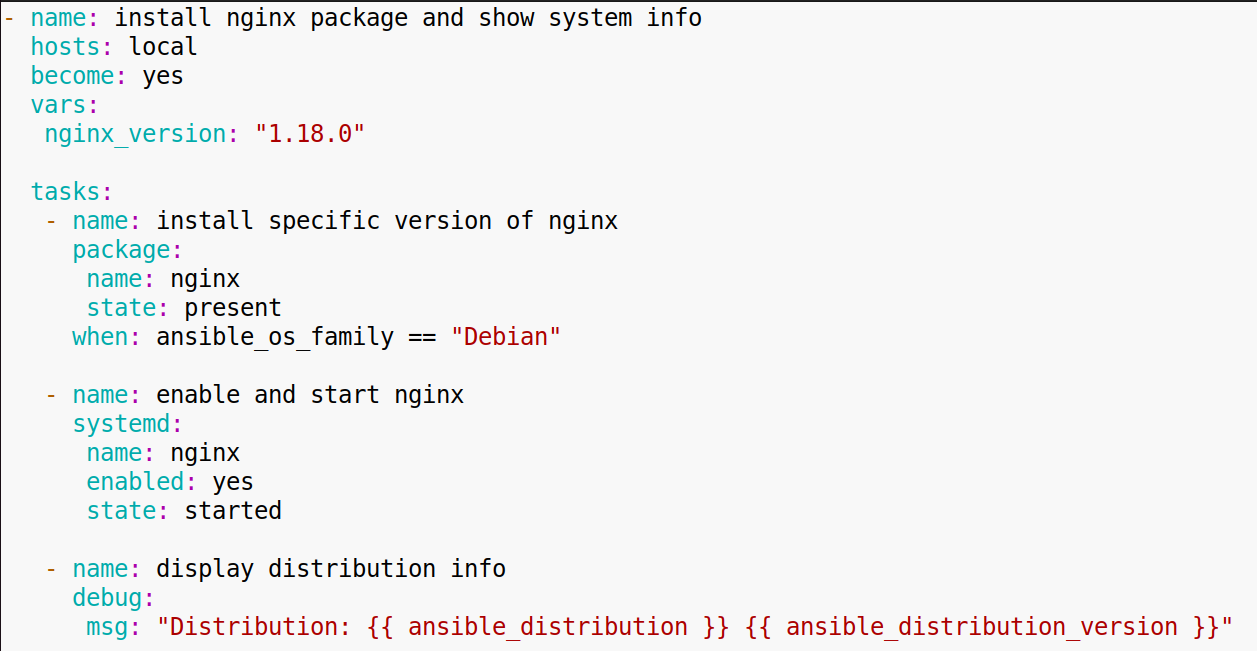 - name: install nginx package and show system info
  hosts: local
  become: yes
  vars:
   nginx_version: "1.18.0"

  tasks:
   - name: install specific version of nginx
     package:
      name: nginx
      state: present
     when: ansible_os_family == "Debian"

   - name: enable and start nginx
     systemd:
      name: nginx
      enabled: yes
      state: started

   - name: display distribution info
     debug:
      msg: "Distribution: {{ ansible_distribution }} {{ ansible_distribution_version }}"